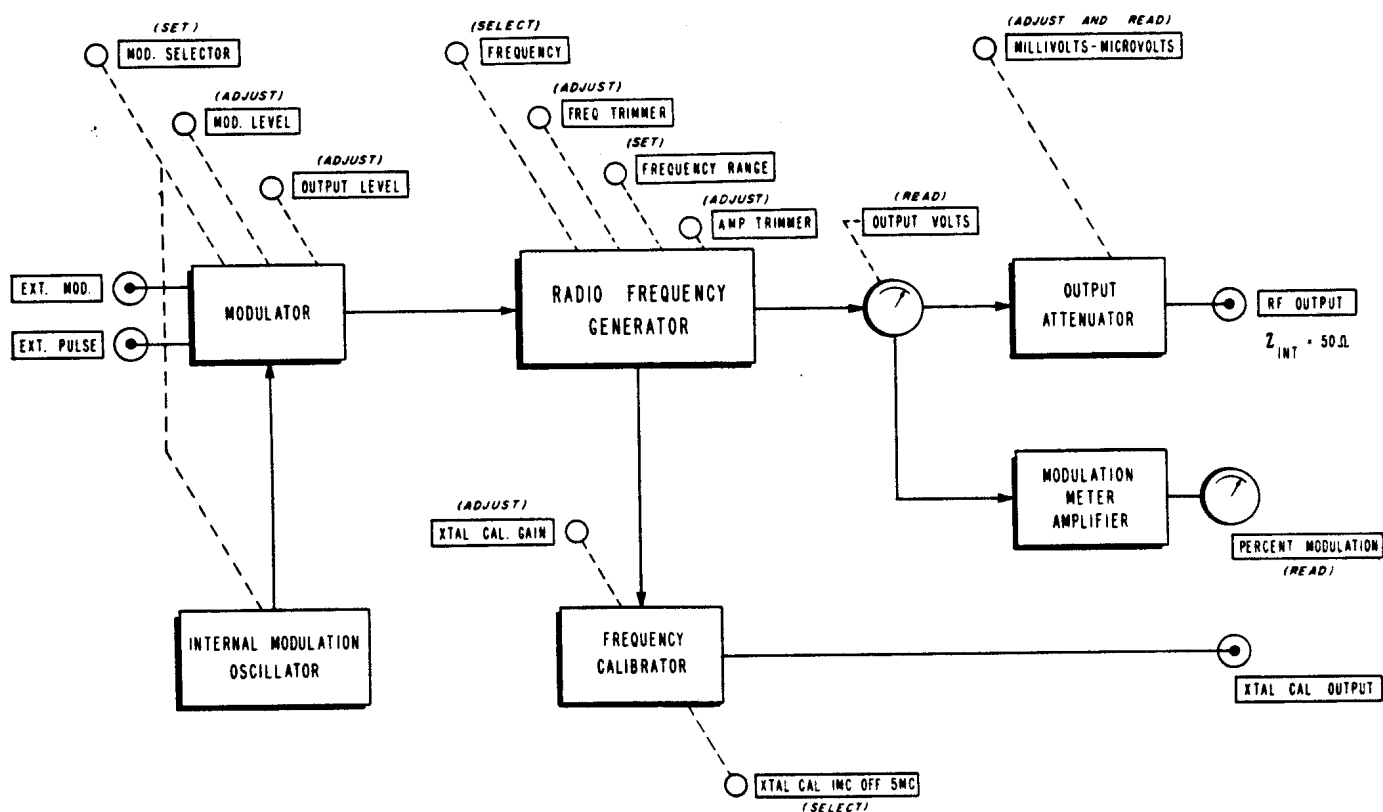 (SET)
MOD. SELECTOR
(ADJUST)
MOD. LEVEL
(ADJUST)
OUTPUT LEVEL
(SELECT)
FREQUENCY
(ADJUST)
FREQ TRIMMER
(SET)
FREQUENCY RANGE
(ADJUST)
AMP TRIMMER
(READ)
OUTPUT VOLTS
(ADJUST AND READ)
MILLIVOLTS-MICROVOLTS
EXT. MOD.
EXT. PULSE
MODULATOR
RADIO FREQUENCY
GENERATOR
OUTPUT
ATTENUATOR
RF OUTPUT
Z INT = 50Ω
MODULATION
METER
AMPLIFIER
PERCENT MODULATION
(READ)
(ADJUST)
XTAL CAL. GAIN
INTERNAL MODULATION
OSCILLATOR
FREQUENCY
CALIBRATOR
XTAL CAL OUTPUT
XTAL CAL 1MC OFF 5MC
(SELECT)